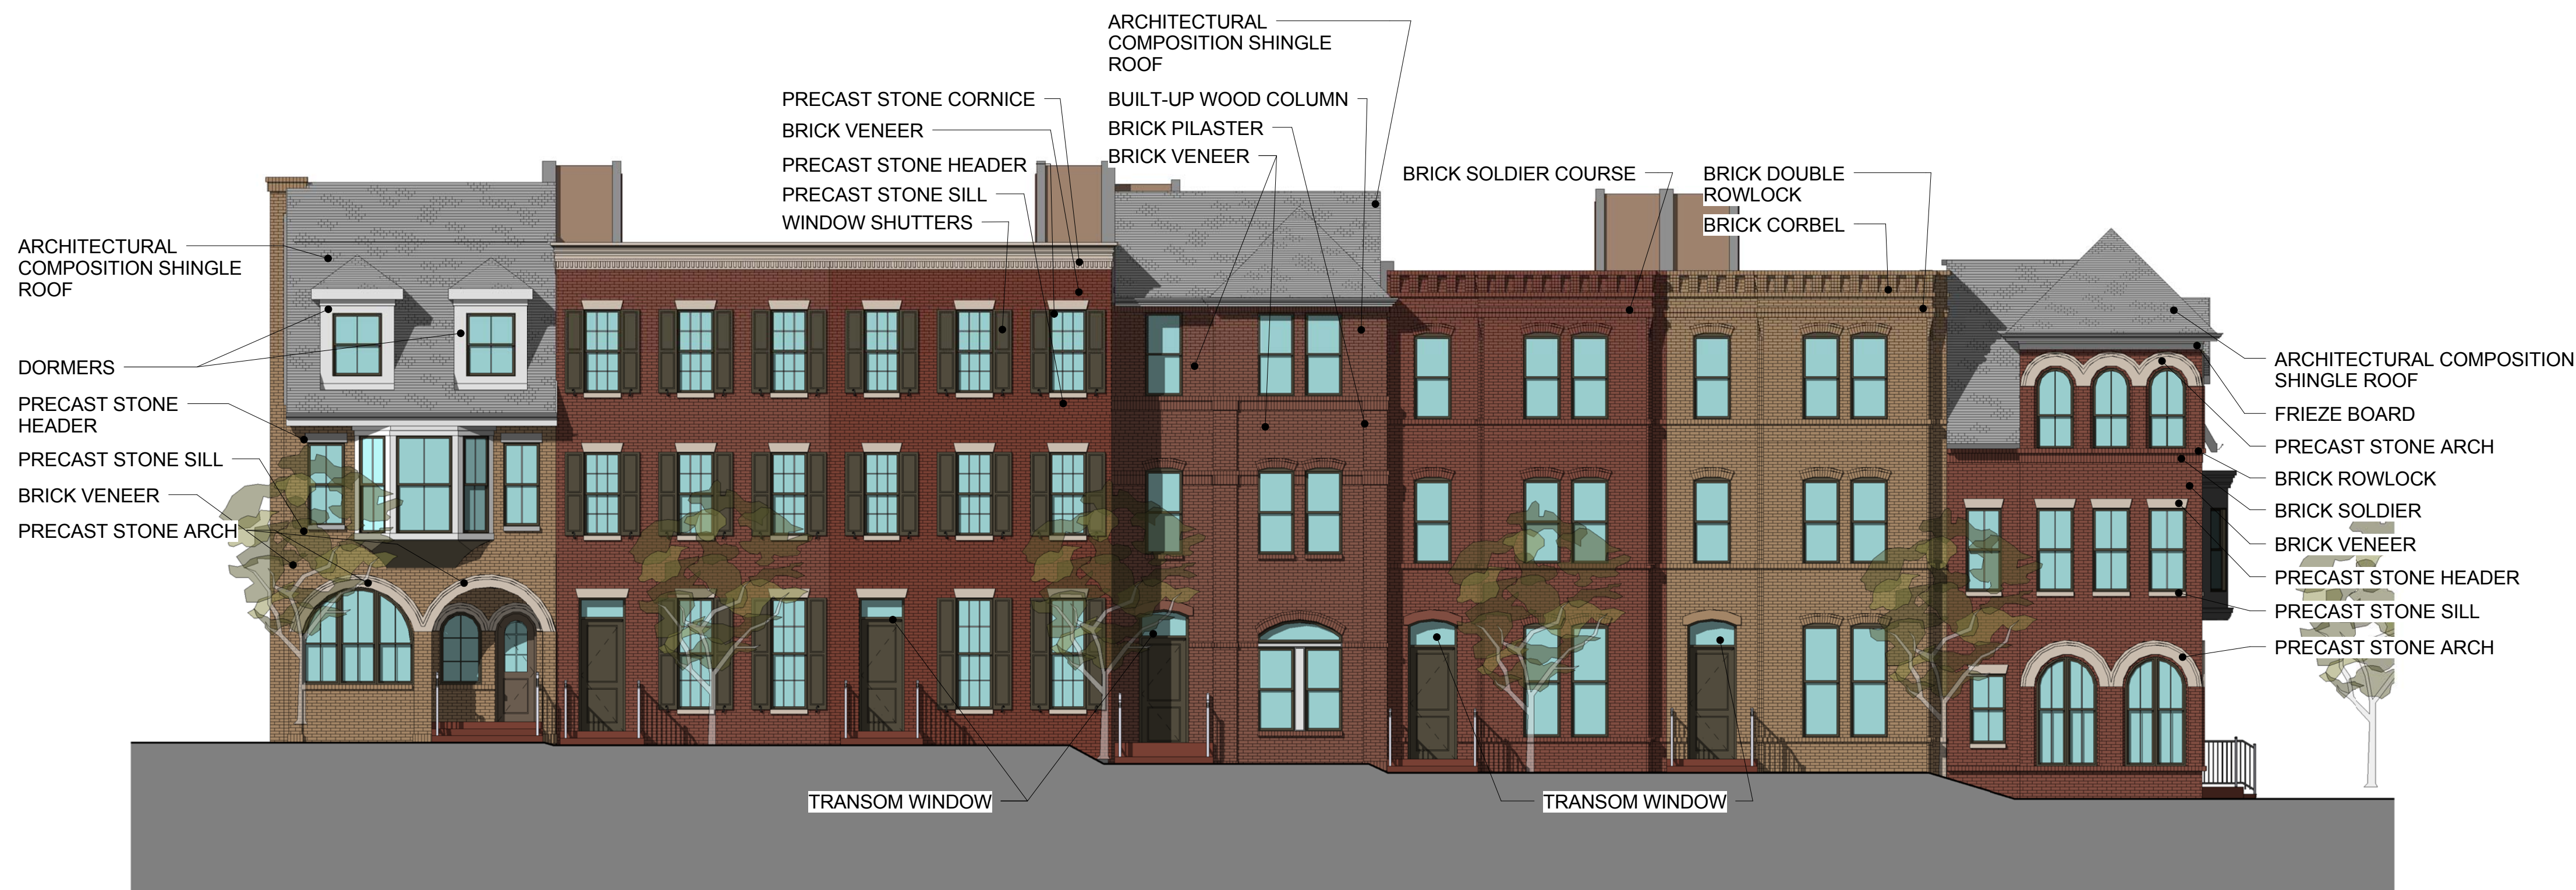 ARCHITECTURAL
COMPOSITION SHINGLE
ROOF
DORMERS
PRECAST STONE
HEADER
PRECAST STONE SILL
BRICK VENEER
PRECAST STONE ARCH
PRECAST STONE CORNICE
BRICK VENEER
PRECAST STONE HEADER
PRECAST STONE SILL
WINDOW SHUTTERS
ARCHITECTURAL
COMPOSITION SHINGLE
ROOF
BUILT-UP WOOD COLUMN
BRICK PILASTER
BRICK VENEER
BRICK SOLDIER COURSE
BRICK DOUBLE
ROWLOCK
BRICK CORBEL
ARCHITECTURAL COMPOSITION
SHINGLE ROOF
FRIEZE BOARD
PRECAST STONE ARCH
BRICK ROWLOCK
BRICK SOLDIER
BRICK VENEER
PRECAST STONE HEADER
PRECAST STONE SILL
PRECAST STONE ARCH
TRANSOM WINDOW
TRANSOM WINDOW